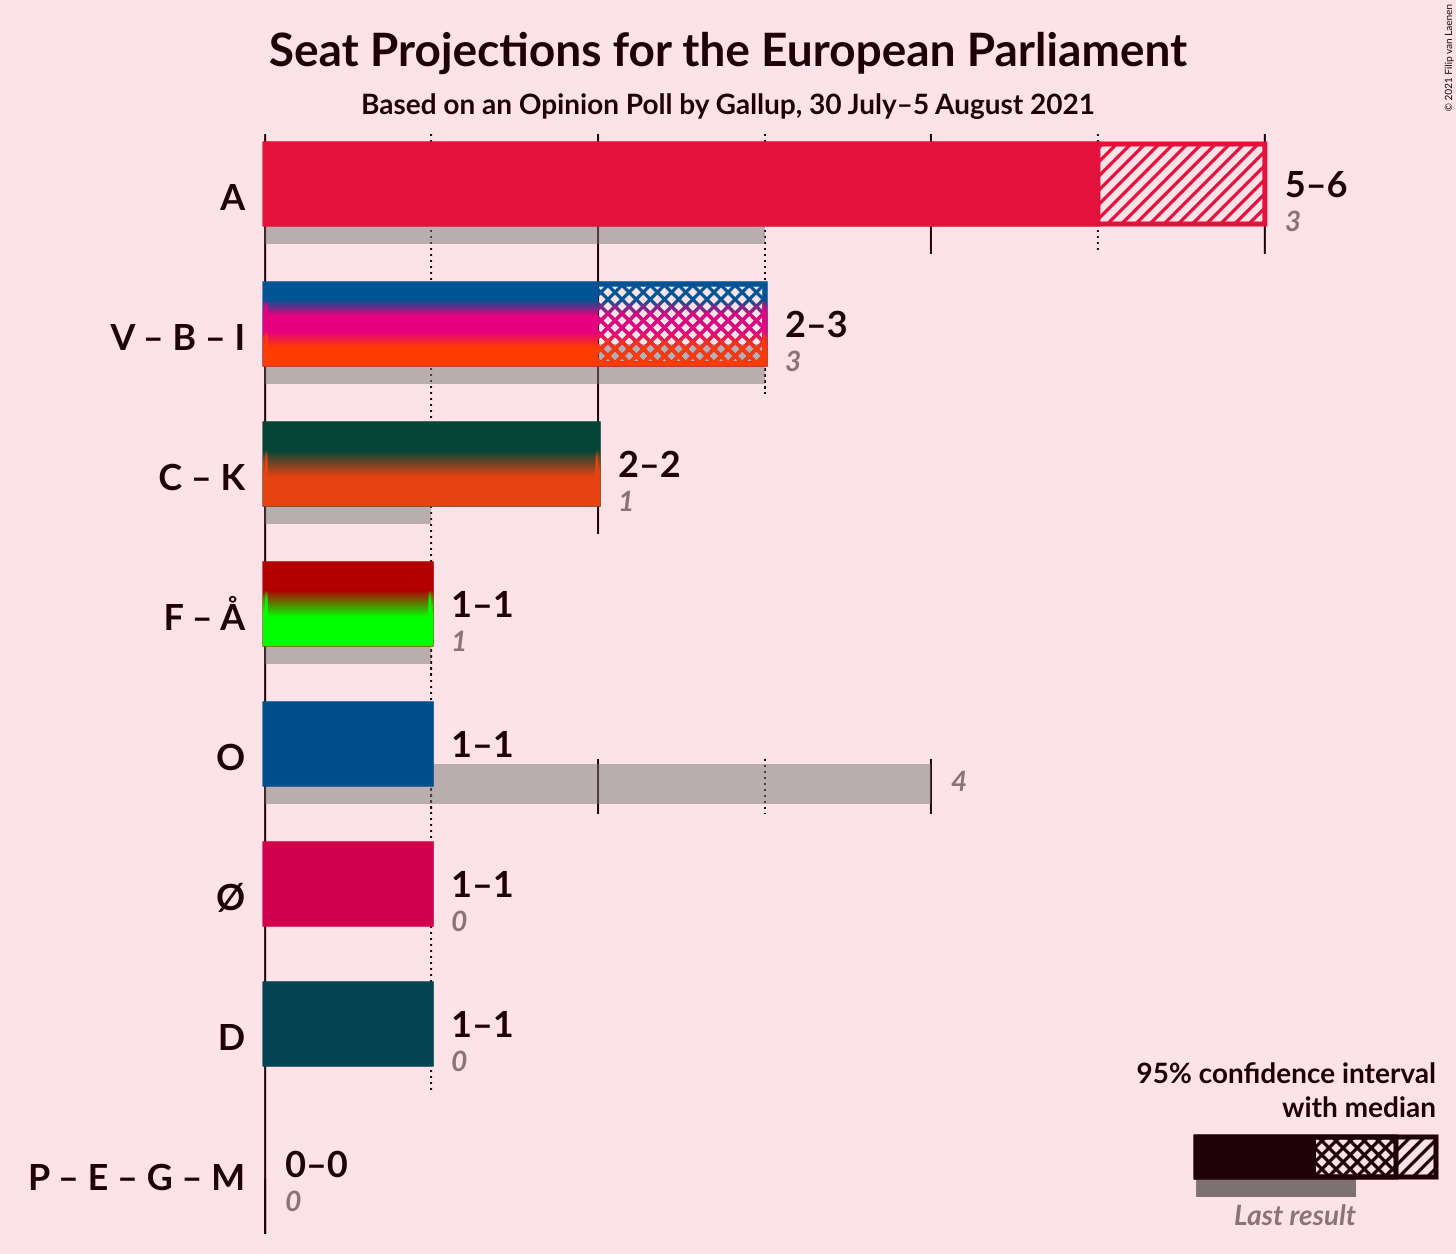 Seat Projections for the European Parliament
Based on an Opinion Poll by Gallup, 30 July–5 August 2021
© 2021 Filip van Laenen
A
5–6
3
V – B – I
2–3
3
C – K
2–2
1
F – Å
1–1
1
O
1–1
4
Ø
1–1
0
D
1–1
0
P – E – G – M
0–0
0
95% confidence interval
with median
Last result